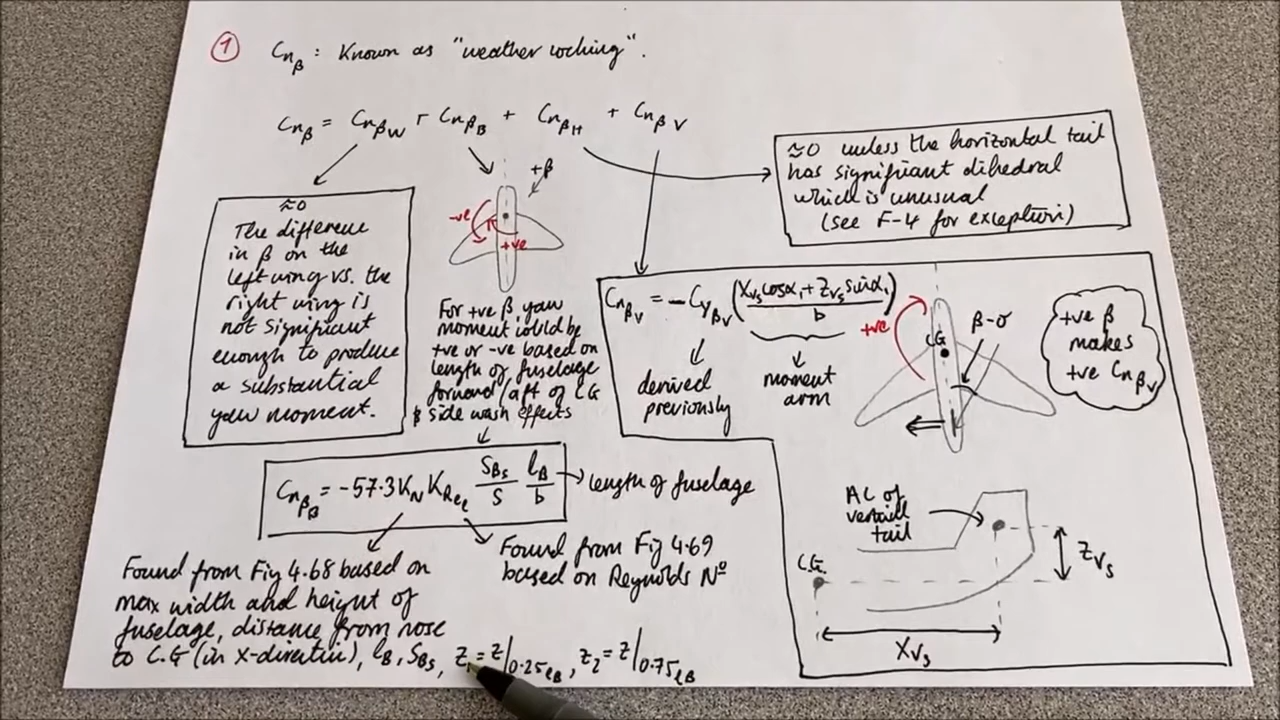 ① Cnβ : Known as "weather cocking".
Cnβ = CnβW + CnβB + CnβH + CnβV
≈0 unless the horizontal tail
has significant dihedral
which is unusual
(see F-4 for exception)
≈0
The difference
in β on the
left wing vs. the
right wing is
not significant
enough to produce
a substantial
yaw moment.
+β
-ve
+ve
For +ve β yaw
moment could be
+ve or -ve based on
length of fuselage
forward/aft of CG
& side wash effects
CnβB = -57.3 KN KRel SBs/S lB/b → length of fuselage
Found from Fig 4.68 based on
max width and height of
fuselage, distance from nose
to C.G (in X-direction), lB, SBs, z1 = z|0.25lB, z2 = z|0.75lB
Found from Fig 4.69
based on Reynolds Nº
CnβV = -CyβV (XVs cosα1 + ZVs sinα1 / b)
derived
previously
moment
arm
+ve
CG
β-σ
+ve β
makes
+ve CnβV
AC of
vertical
tail
C.G.
ZVs
XVs